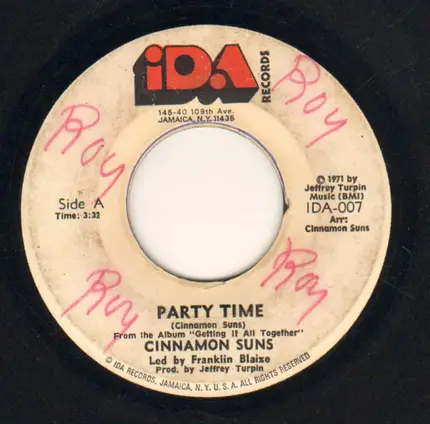 iDA
RECORDS
145-40 109th Ave.
JAMAICA, N.Y. 11435
Roy
Roy
Side A
Time: 3:32
© 1971 by
Jeffrey Turpin
Music (BMI)
IDA-007
Arr:
Cinnamon Suns
Roy
Roy
PARTY TIME
(Cinnamon Suns)
From the Album "Getting It All Together"
CINNAMON SUNS
Led by Franklin Blaize
Prod. by Jeffrey Turpin
© IDA RECORDS, JAMAICA, N.Y. U.S.A. ALL RIGHTS RESERVED